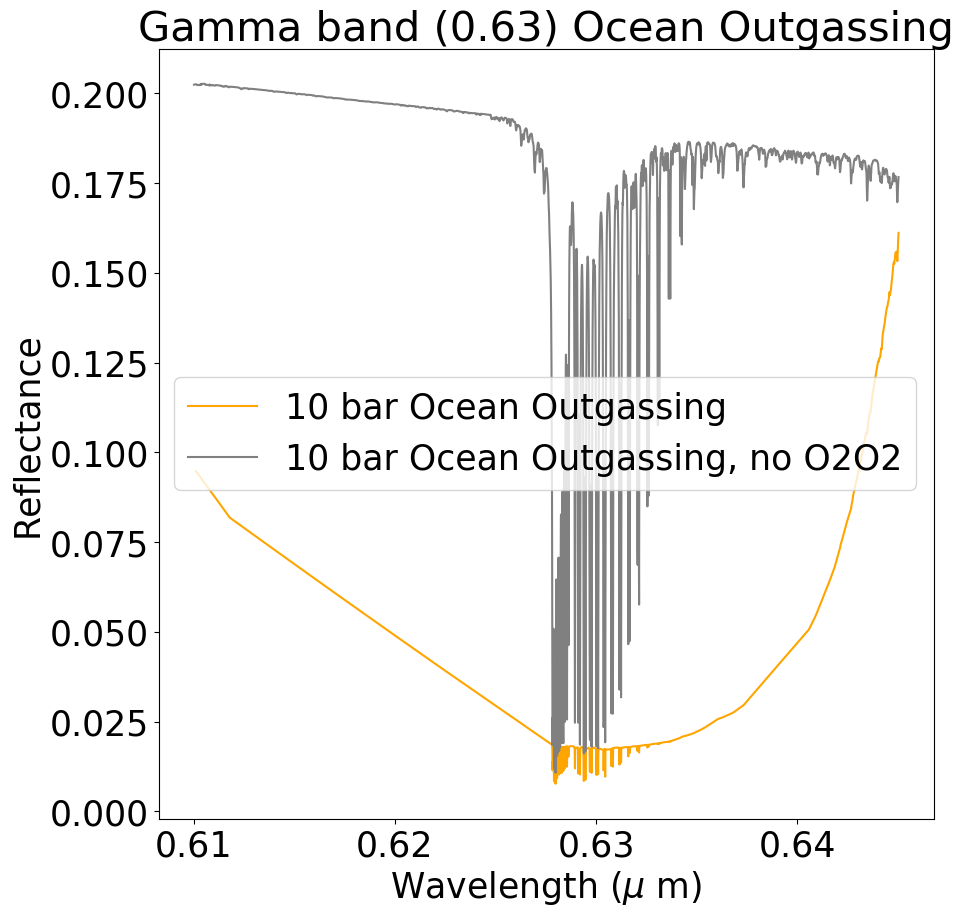 Gamma band (0.63) Ocean Outgassing
0.200
0.175
0.150
0.125
0.100
0.075
0.050
0.025
0.000
Reflectance
10 bar Ocean Outgassing
10 bar Ocean Outgassing, no O2O2
0.61 0.62 0.63 0.64
Wavelength (μ m)